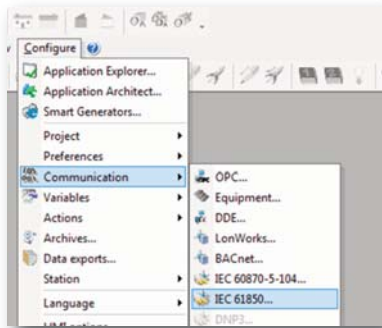 Configure
Application Explorer...
Application Architect...
Smart Generators...
Project
Preferences
Communication
Variables
Actions
Archives...
Data exports...
Station
Language
OPC...
Equipment...
DDE...
LonWorks...
BACnet...
IEC 60870-5-104...
IEC 61850...
DNP3...